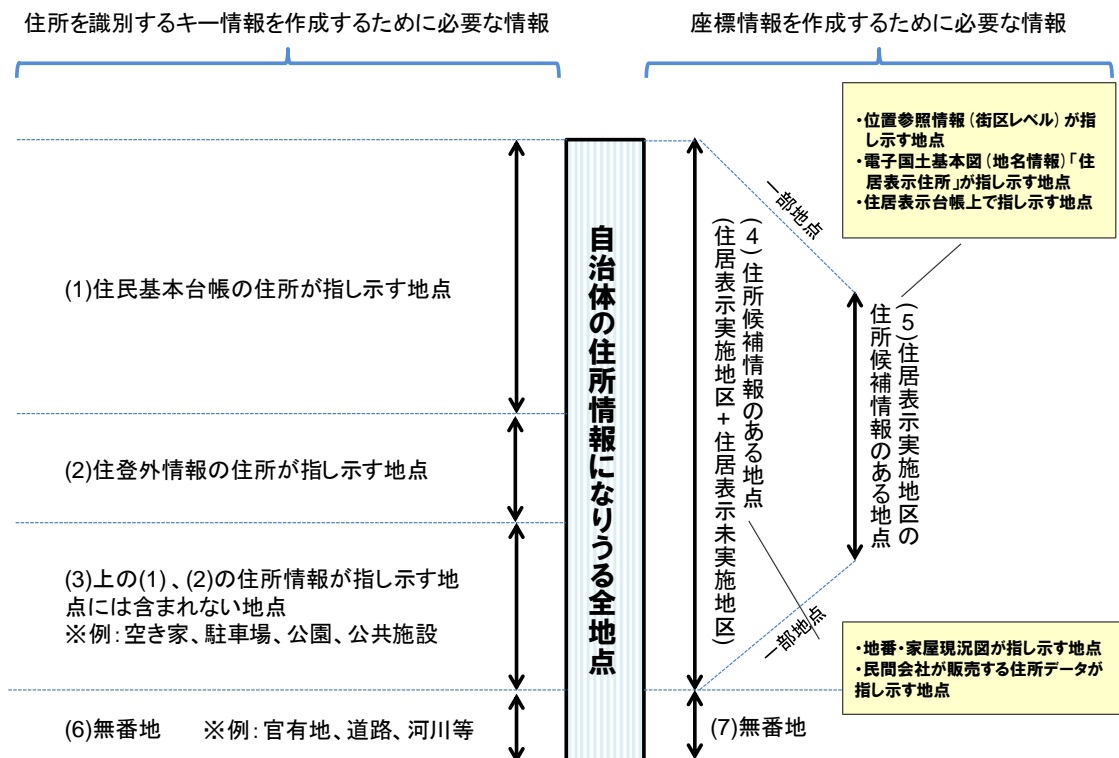 住所を識別するキー情報を作成するために必要な情報
座標情報を作成するために必要な情報
(1)住民基本台帳の住所が指し示す地点
(2)住登外情報の住所が指し示す地点
(3)上の(1)、(2)の住所情報が指し示す地
点には含まれない地点
※例：空き家、駐車場、公園、公共施設
(6)無番地　※例：官有地、道路、河川等
自治体の住所情報になりうる全地点
(4)住所候補情報のある地点
(住居表示実施地区+住居表示未実施地区)
一部地点
一部地点
(5)住居表示実施地区の
住所候補情報のある地点
・位置参照情報(街区レベル)が指
し示す地点
・電子国土基本図(地名情報)「住
居表示住所」が指し示す地点
・住居表示台帳上で指し示す地点
・地番・家屋現況図が指し示す地点
・民間会社が販売する住所データが
指し示す地点
(7)無番地